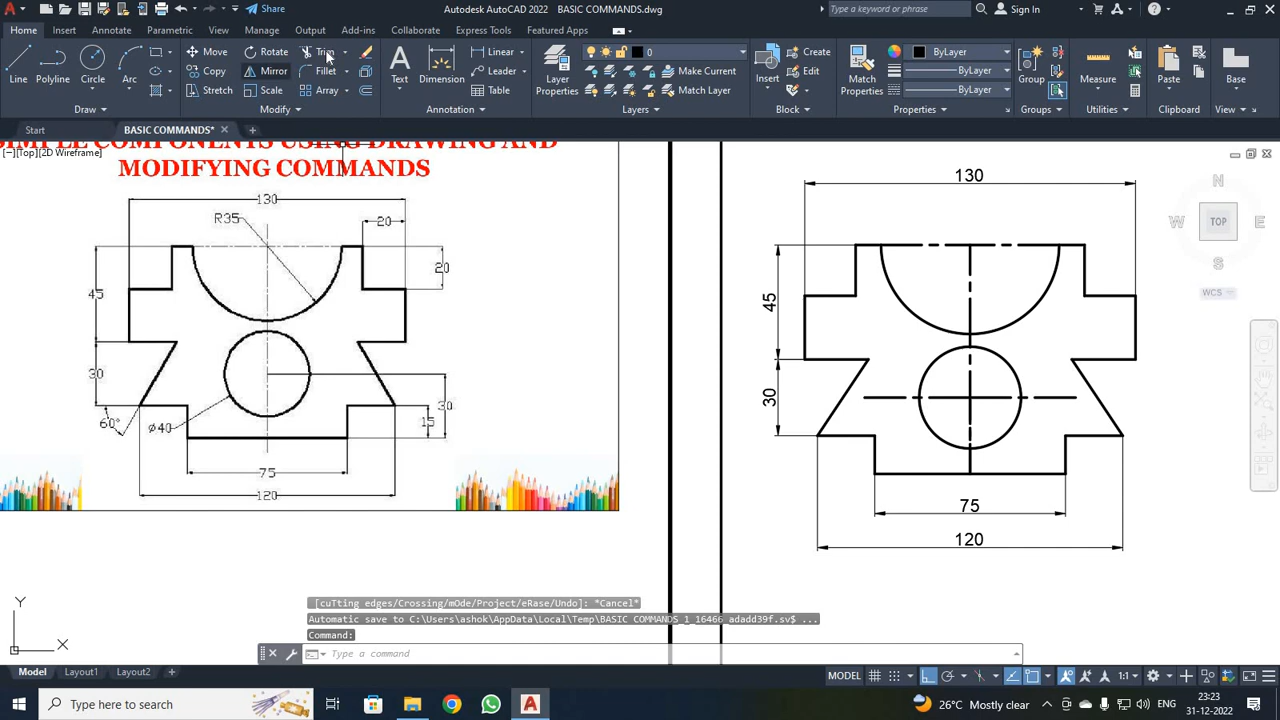 Share
Autodesk AutoCAD 2022 BASIC COMMANDS.dwg
Type a keyword or phrase
Sign In
Home Insert Annotate Parametric View Manage Output Add-ins Collaborate Express Tools Featured Apps
Line Polyline Circle Arc
Move Rotate Trim
Copy Mirror Fillet
Stretch Scale Array
Text Dimension
Linear
Leader
Table
Layer Properties
0
Make Current
Match Layer
Insert
Create
Edit
Match Properties
ByLayer
ByLayer
ByLayer
Group
Measure
Paste
Base
Draw Modify Annotation Layers Block Properties Groups Utilities Clipboard View
Start BASIC COMMANDS*
[−][Top][2D Wireframe]
SIMPLE COMPONENTS USING DRAWING AND
MODIFYING COMMANDS
130
R35
20
20
45
30
60°
Ø40
30
15
75
120
130
45
30
75
120
N
W TOP E
S
WCS
Y
X
[cuTting edges/Crossing/mOde/Project/eRase/Undo]: *Cancel*
Automatic save to C:\Users\ashok\AppData\Local\Temp\BASIC COMMANDS_1_16466_adadd39f.sv$ ...
Command:
Type a command
Model Layout1 Layout2 +
MODEL 1:1
Type here to search
26°C Mostly clear
ENG
23:23
31-12-2022